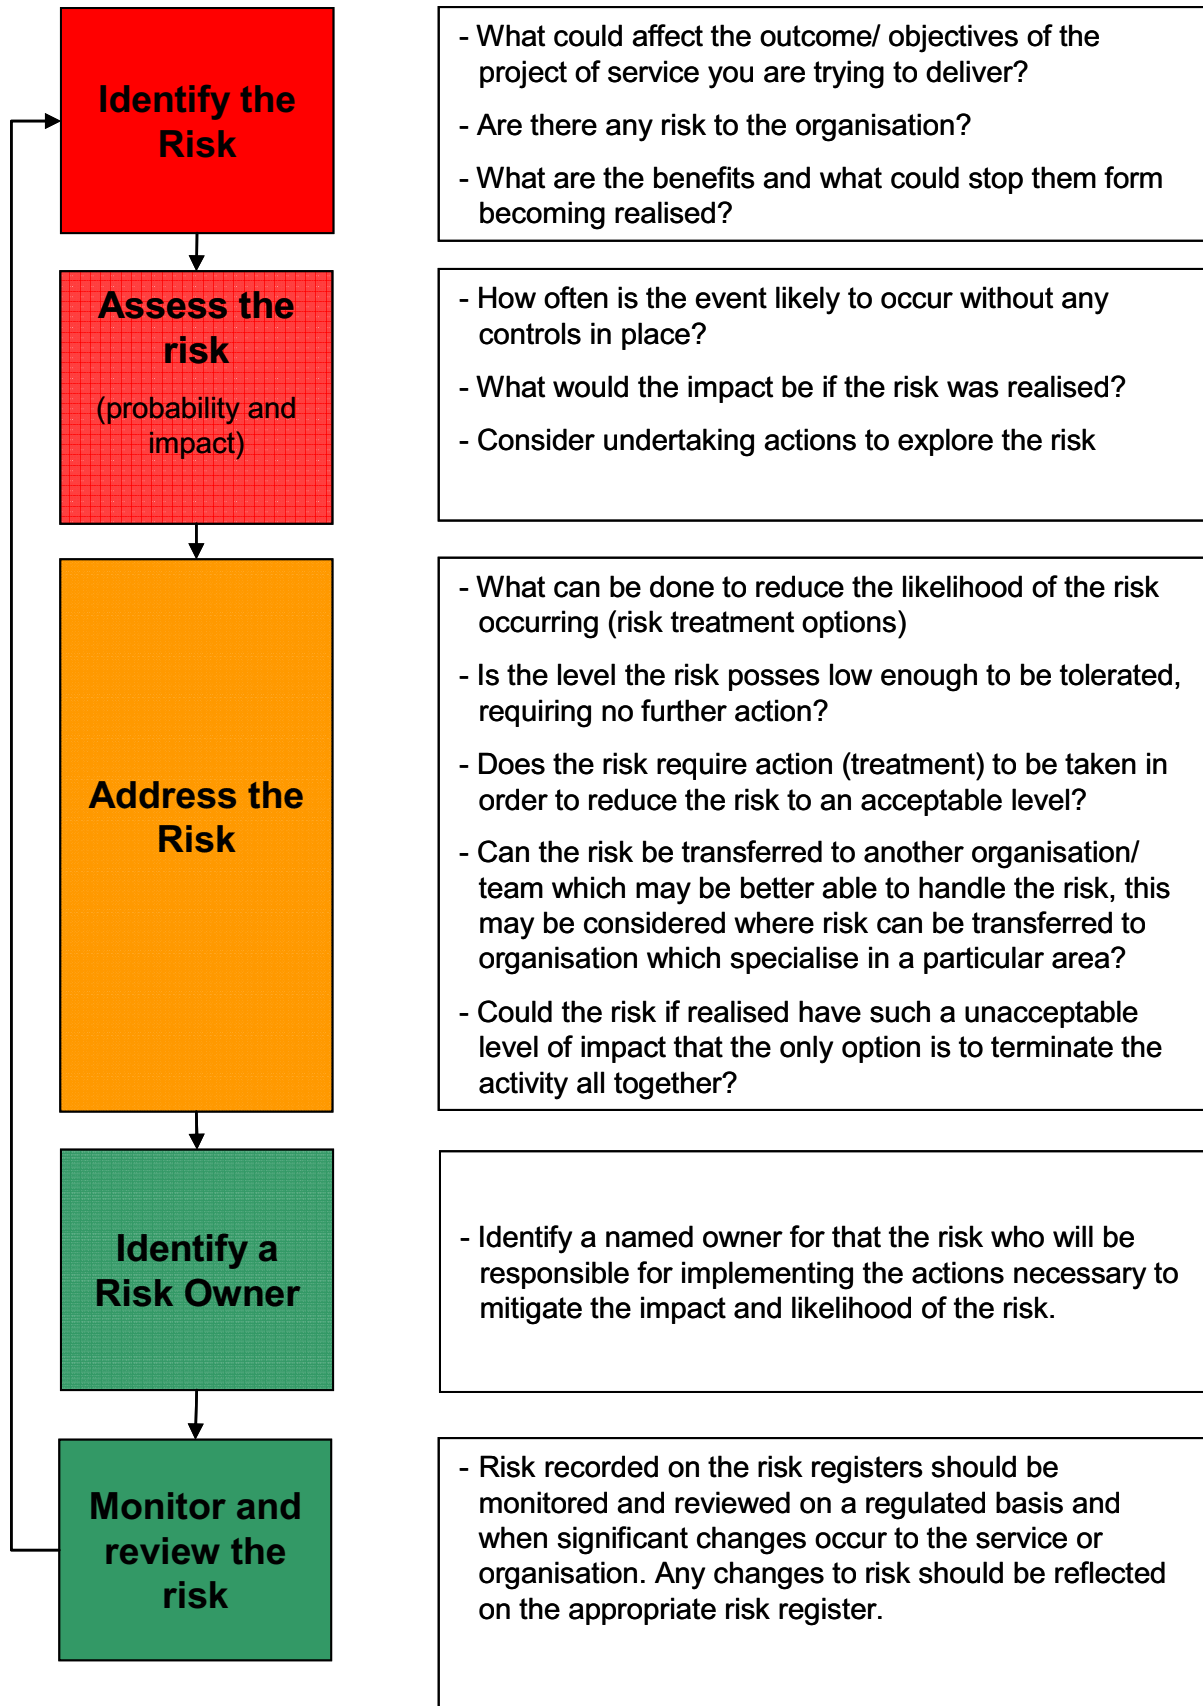 Identify the
Risk
- What could affect the outcome/ objectives of the
project of service you are trying to deliver?
- Are there any risk to the organisation?
- What are the benefits and what could stop them form
becoming realised?
Assess the
risk
(probability and
impact)
- How often is the event likely to occur without any
controls in place?
- What would the impact be if the risk was realised?
- Consider undertaking actions to explore the risk
Address the
Risk
- What can be done to reduce the likelihood of the risk
occurring (risk treatment options)
- Is the level the risk posses low enough to be tolerated,
requiring no further action?
- Does the risk require action (treatment) to be taken in
order to reduce the risk to an acceptable level?
- Can the risk be transferred to another organisation/
team which may be better able to handle the risk, this
may be considered where risk can be transferred to
organisation which specialise in a particular area?
- Could the risk if realised have such a unacceptable
level of impact that the only option is to terminate the
activity all together?
Identify a
Risk Owner
- Identify a named owner for that the risk who will be
responsible for implementing the actions necessary to
mitigate the impact and likelihood of the risk.
Monitor and
review the
risk
- Risk recorded on the risk registers should be
monitored and reviewed on a regulated basis and
when significant changes occur to the service or
organisation. Any changes to risk should be reflected
on the appropriate risk register.